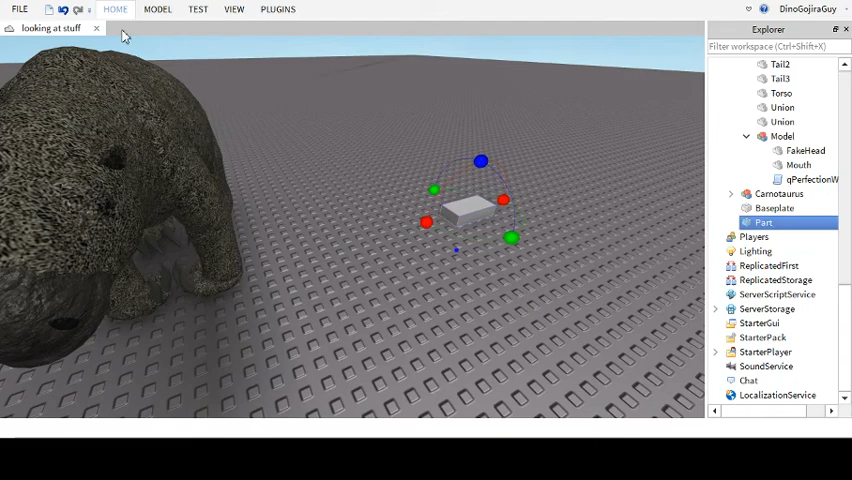 FILE HOME MODEL TEST VIEW PLUGINS DinoGojiraGuy
looking at stuff
Explorer
Filter workspace (Ctrl+Shift+X)
Tail2
Tail3
Torso
Union
Union
Model
FakeHead
Mouth
qPerfectionW
Carnotaurus
Baseplate
Part
Players
Lighting
ReplicatedFirst
ReplicatedStorage
ServerScriptService
ServerStorage
StarterGui
StarterPack
StarterPlayer
SoundService
Chat
LocalizationService